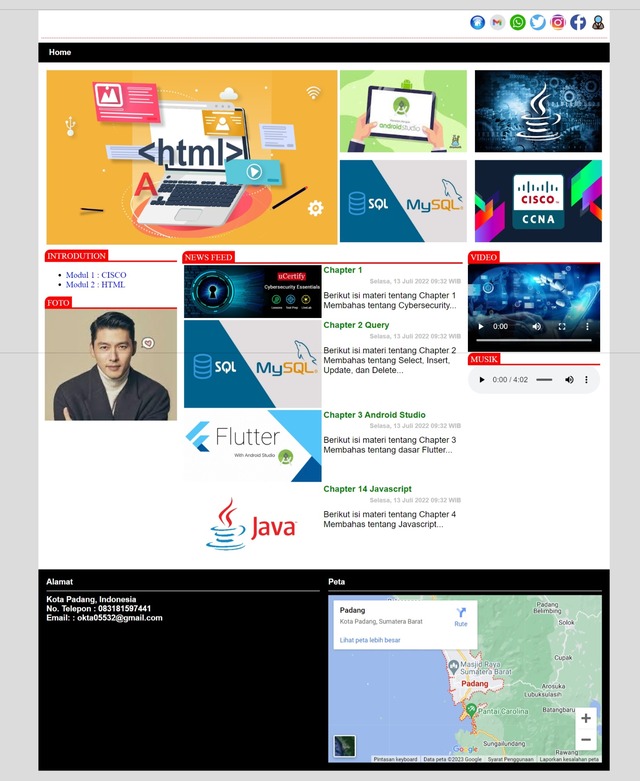 Home
<html>
A
androidstudio
SQL
MySQL
CISCO
CCNA
INTRODUTION
Modul 1 : CISCO
Modul 2 : HTML
FOTO
NEWS FEED
uCertify
Cybersecurity Essentials
Chapter 1
Selasa, 13 Juli 2022 09:32 WIB
Berikut isi materi tentang Chapter 1
Membahas tentang Cybersecurity...
SQL
MySQL
Chapter 2 Query
Selasa, 13 Juli 2022 09:32 WIB
Berikut isi materi tentang Chapter 2
Membahas tentang Select, Insert,
Update, dan Delete...
Flutter
With Android Studio
Chapter 3 Android Studio
Selasa, 13 Juli 2022 09:32 WIB
Berikut isi materi tentang Chapter 3
Membahas tentang dasar Flutter...
Java
Chapter 14 Javascript
Selasa, 13 Juli 2022 09:32 WIB
Berikut isi materi tentang Chapter 4
Membahas tentang Javascript...
VIDEO
0:00
MUSIK
0:00 / 4:02
Alamat
Kota Padang, Indonesia
No. Telepon : 083181597441
Email: : okta05532@gmail.com
Peta
Padang
Kota Padang, Sumatera Barat
Rute
Lihat peta lebih besar
Padang
Belimbing
Solok
Cupak
Masjid Raya
Sumatera Barat
Padang
Arosuka
Lubuksulasih
Pantai Carolina
Batangbaru
Sungailundang
Rawang
Google
Pintasan keyboard
Data peta ©2023 Google
Syarat Penggunaan
Laporkan kesalahan peta